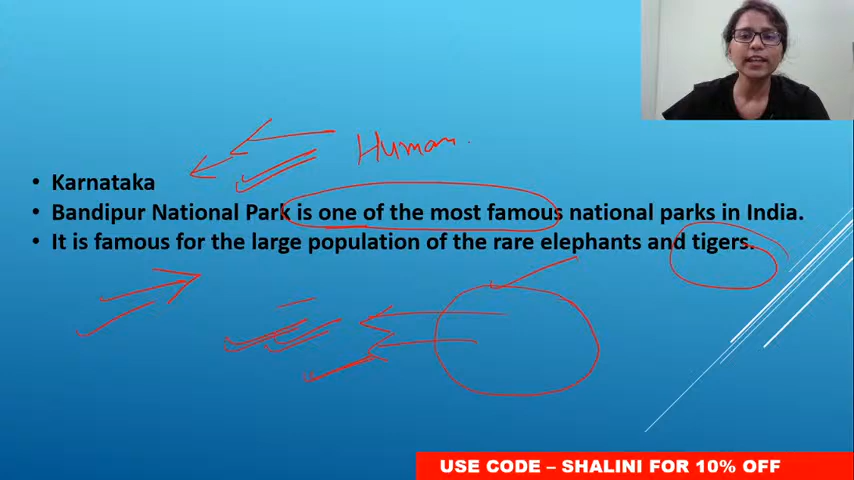 Human.
• Karnataka
• Bandipur National Park is one of the most famous national parks in India.
• It is famous for the large population of the rare elephants and tigers.
USE CODE – SHALINI FOR 10% OFF